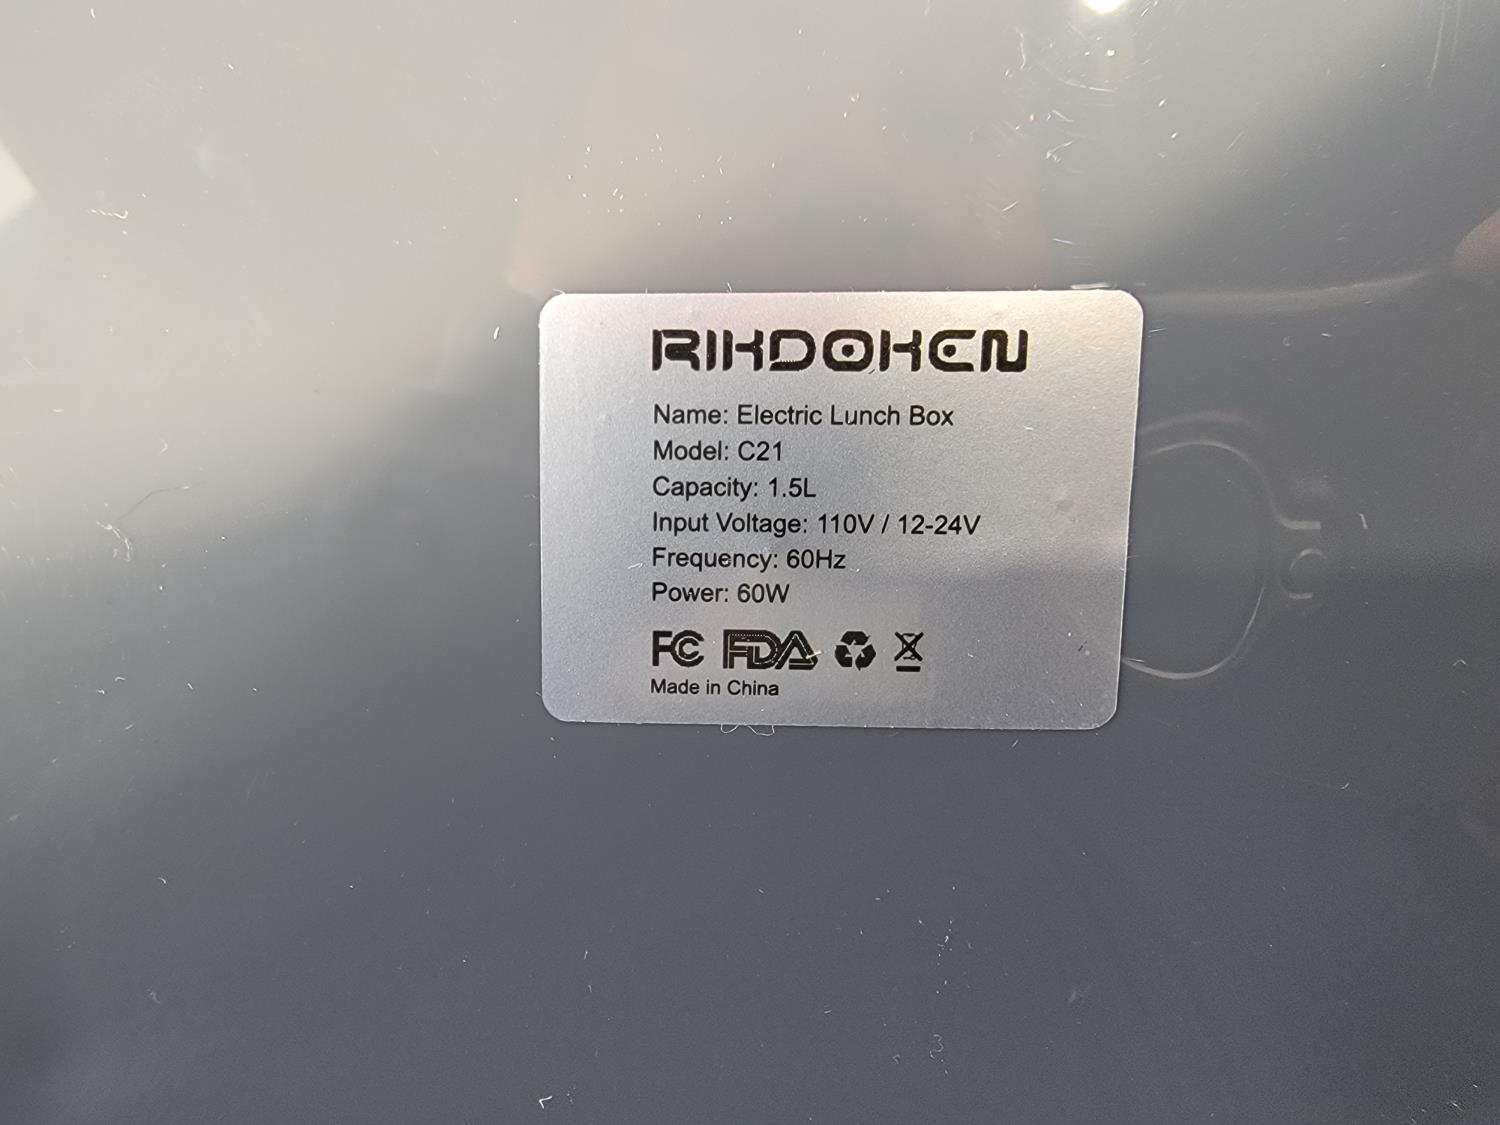 RIHDOHEN
Name: Electric Lunch Box
Model: C21
Capacity: 1.5L
Input Voltage: 110V / 12-24V
Frequency: 60Hz
Power: 60W
FC FDA
Made in China